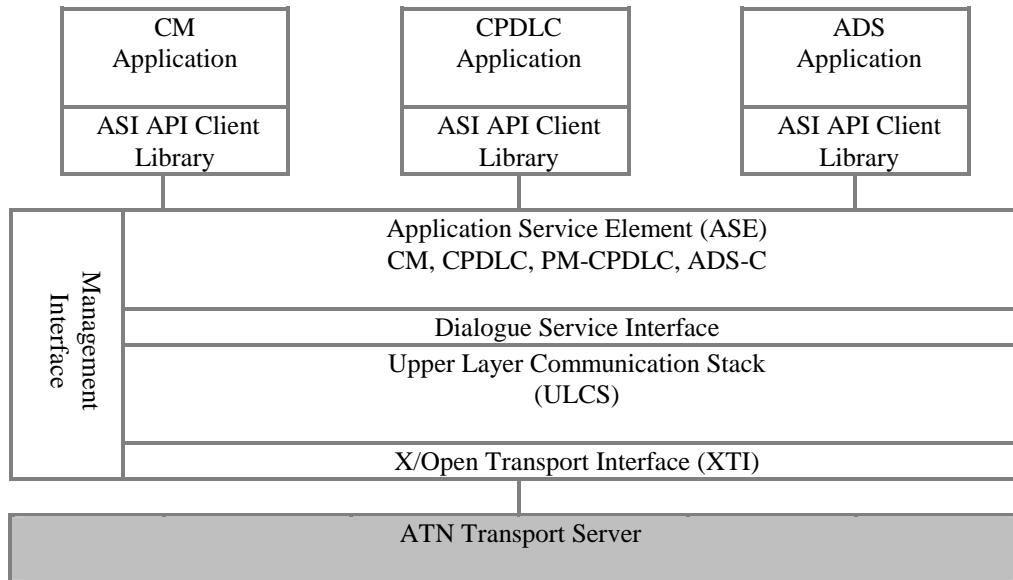 CM
Application
ASI API Client
Library
CPDLC
Application
ASI API Client
Library
ADS
Application
ASI API Client
Library
Management
Interface
Application Service Element (ASE)
CM, CPDLC, PM-CPDLC, ADS-C
Dialogue Service Interface
Upper Layer Communication Stack
(ULCS)
X/Open Transport Interface (XTI)
ATN Transport Server